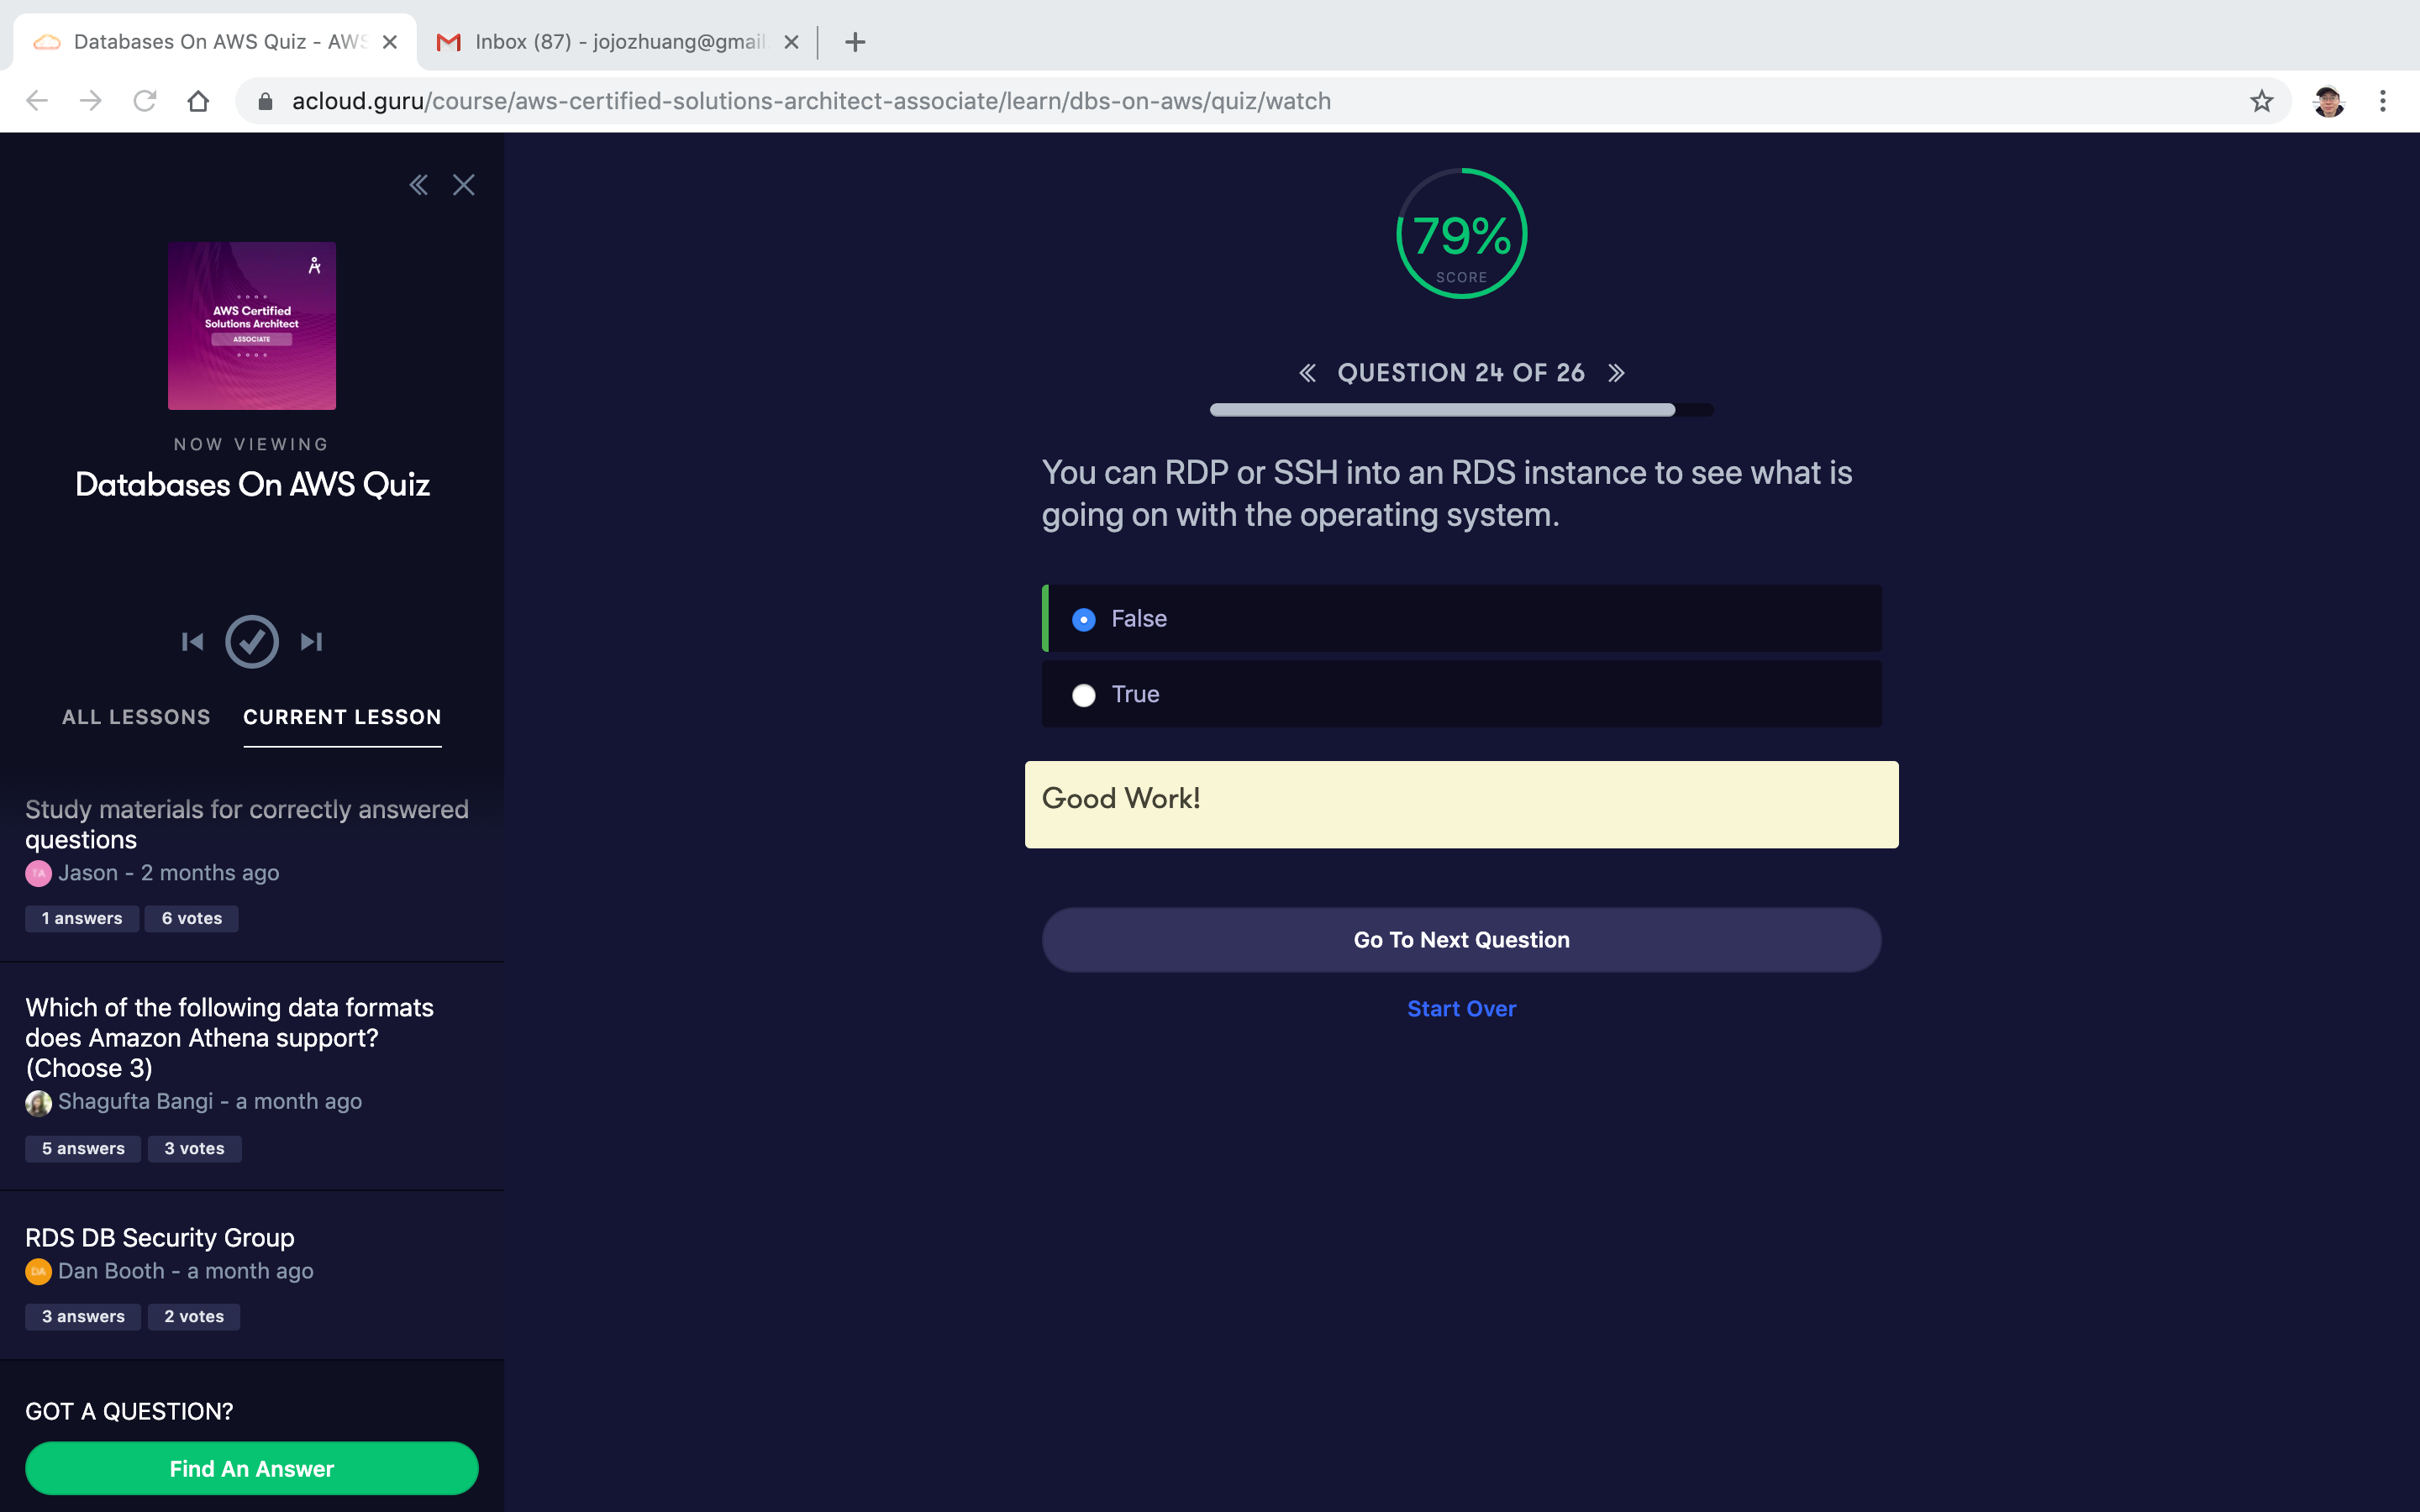 Databases On AWS Quiz - AWS
Inbox (87) - jojozhuang@gmail.
acloud.guru/course/aws-certified-solutions-architect-associate/learn/dbs-on-aws/quiz/watch
AWS Certified
Solutions Architect
ASSOCIATE
NOW VIEWING
Databases On AWS Quiz
ALL LESSONS
CURRENT LESSON
Study materials for correctly answered
questions
TA
Jason - 2 months ago
1 answers
6 votes
Which of the following data formats
does Amazon Athena support?
(Choose 3)
Shagufta Bangi - a month ago
5 answers
3 votes
RDS DB Security Group
DA
Dan Booth - a month ago
3 answers
2 votes
GOT A QUESTION?
Find An Answer
79%
SCORE
QUESTION 24 OF 26
You can RDP or SSH into an RDS instance to see what is
going on with the operating system.
False
True
Good Work!
Go To Next Question
Start Over